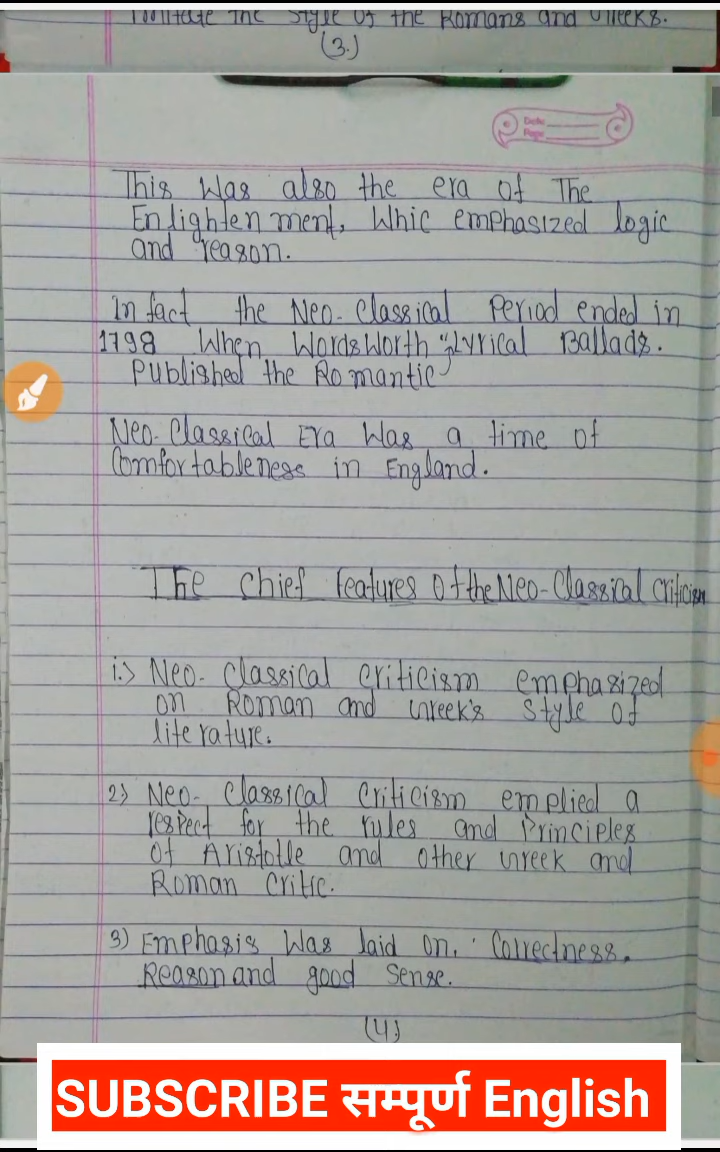 Immitate the Style of the Romans and Greeks.
(3.)
Date
Page
This Was also the era of The
Enlighten ment, Whic emphasized logic
and reason.
In fact the Neo-Classical Period ended in
1798 When WordsWorth "Lyrical Ballads.
Published the Romantic
Neo-Classical Era Was a time of
Comfortableness in England.
The Chief Features Of the Neo-Classical Criticism
i.) Neo-Classical Criticism emphasized
on Roman and Greek's Style of
literature.
2) Neo-Classical Criticism emplied a
respect for the rules and Principles
Of Aristotle and other Greek and
Roman Critic.
3) Emphasis Was laid on. Correctness.
Reason and good Sense.
(4)
SUBSCRIBE सम्पूर्ण English